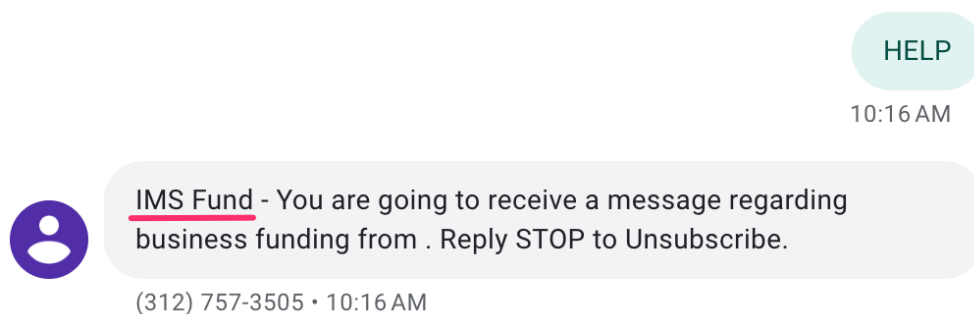 HELP
10:16 AM
IMS Fund - You are going to receive a message regarding
business funding from . Reply STOP to Unsubscribe.
(312) 757-3505 • 10:16 AM